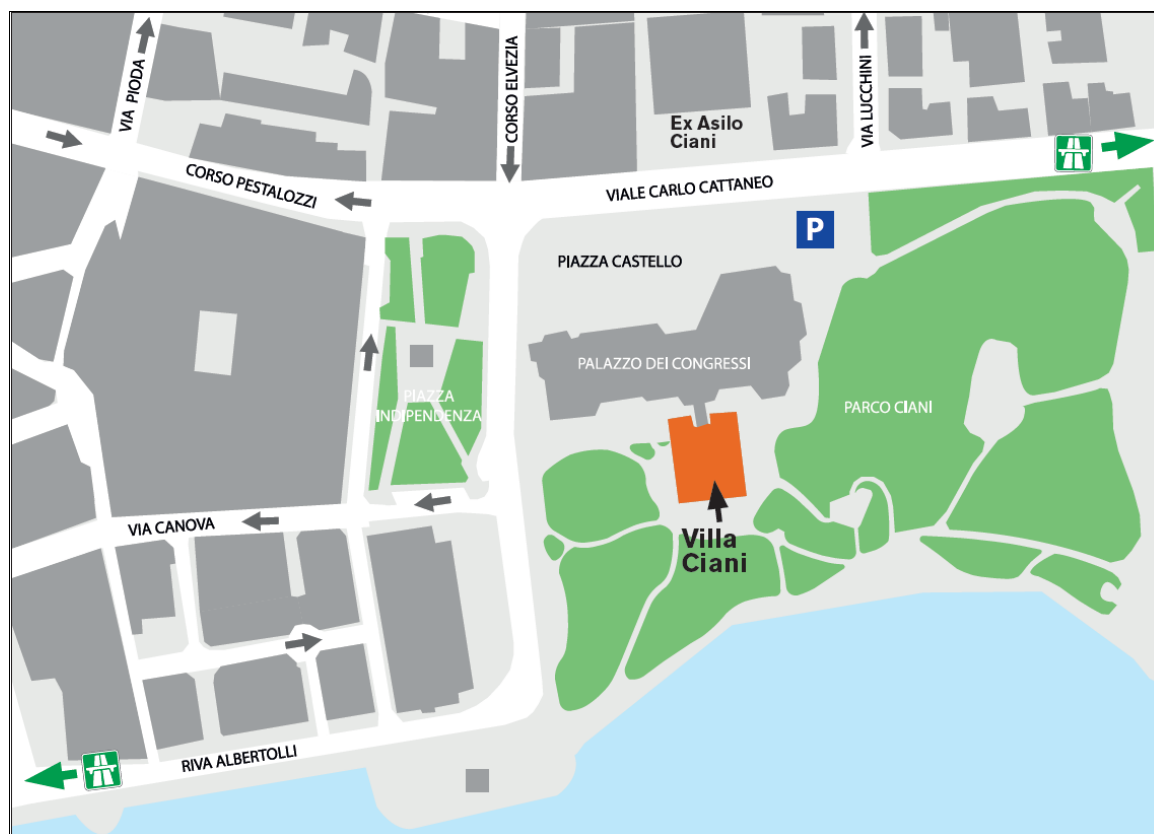 VIA PIODA
CORSO ELVEZIA
VIA LUCCHINI
Ex Asilo
Ciani
CORSO PESTALOZZI
VIALE CARLO CATTANEO
P
PIAZZA CASTELLO
PALAZZO DEI CONGRESSI
PIAZZA
INDIPENDENZA
PARCO CIANI
VIA CANOVA
Villa
Ciani
RIVA ALBERTOLLI